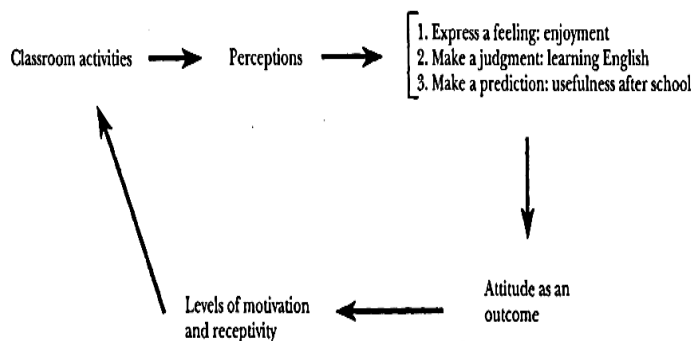 1. Express a feeling: enjoyment
Classroom activities
Perceptions
2. Make a judgment: learning English
3. Make a prediction: usefulness after school
Attitude as an
outcome
Levels of motivation
and receptivity